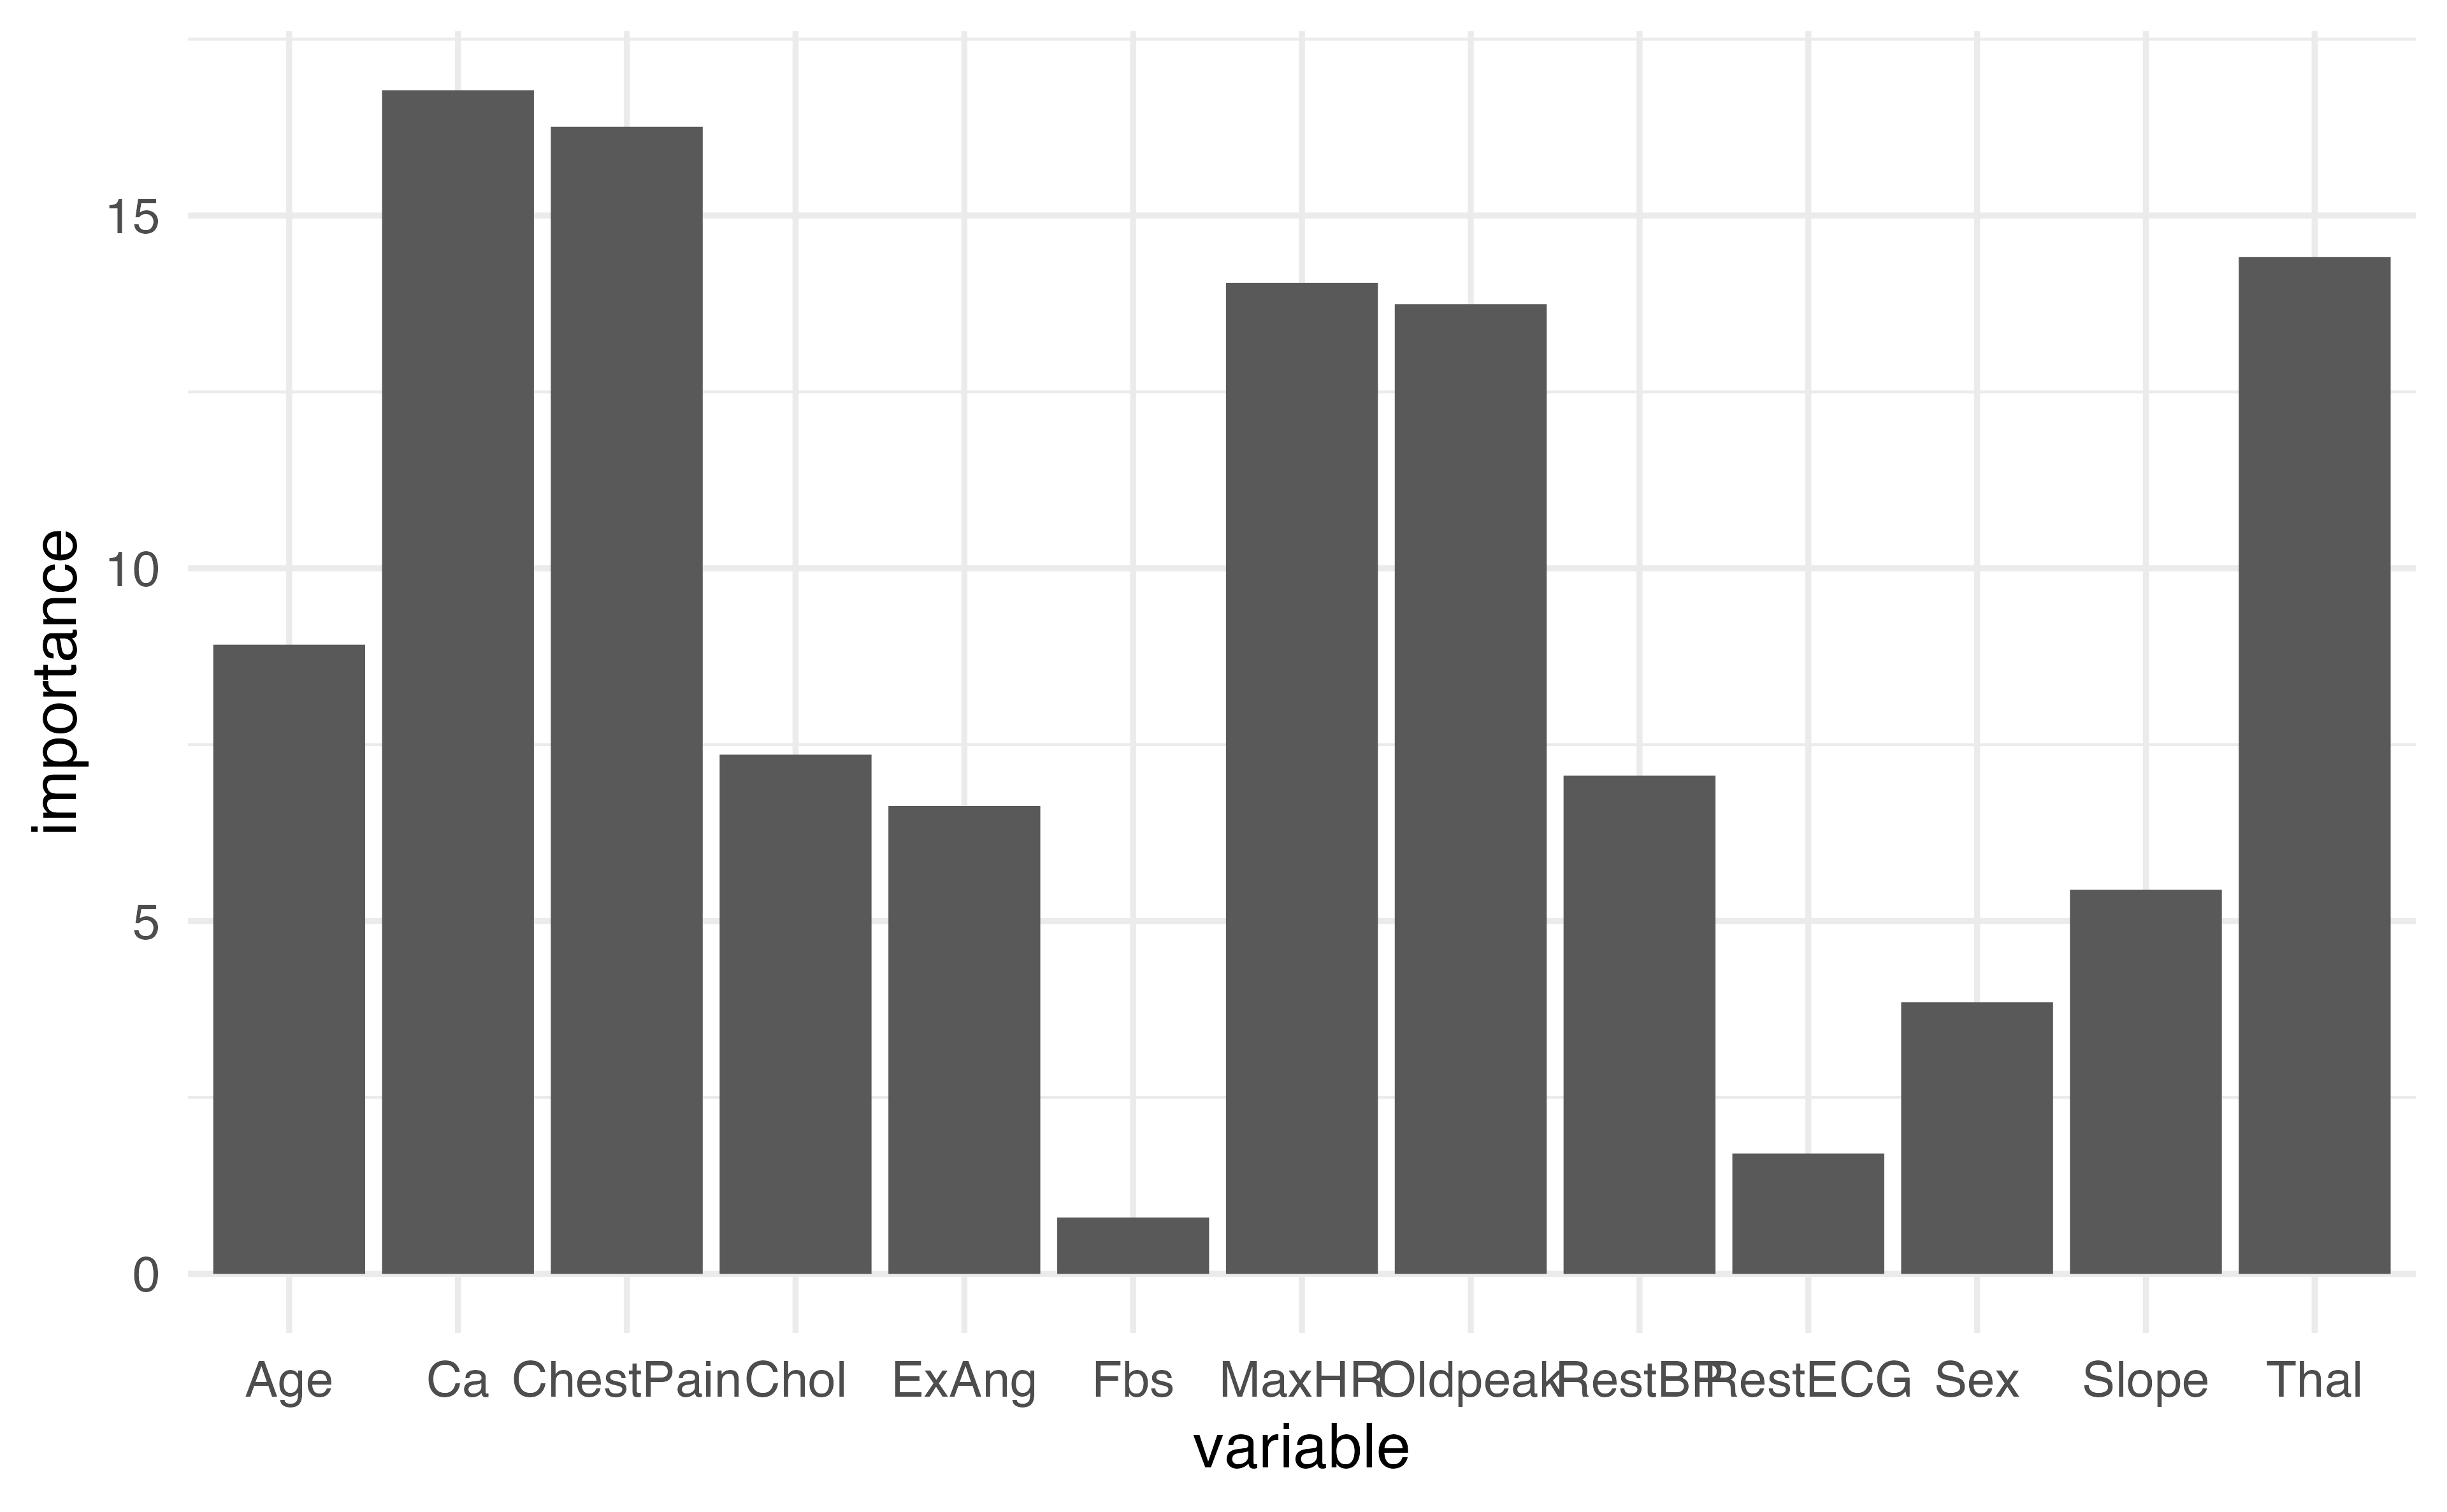 importance
15
10
5
0
Age Ca ChestPain Chol ExAng Fbs MaxHR Oldpeak RestBP RestECG Sex Slope Thal
variable